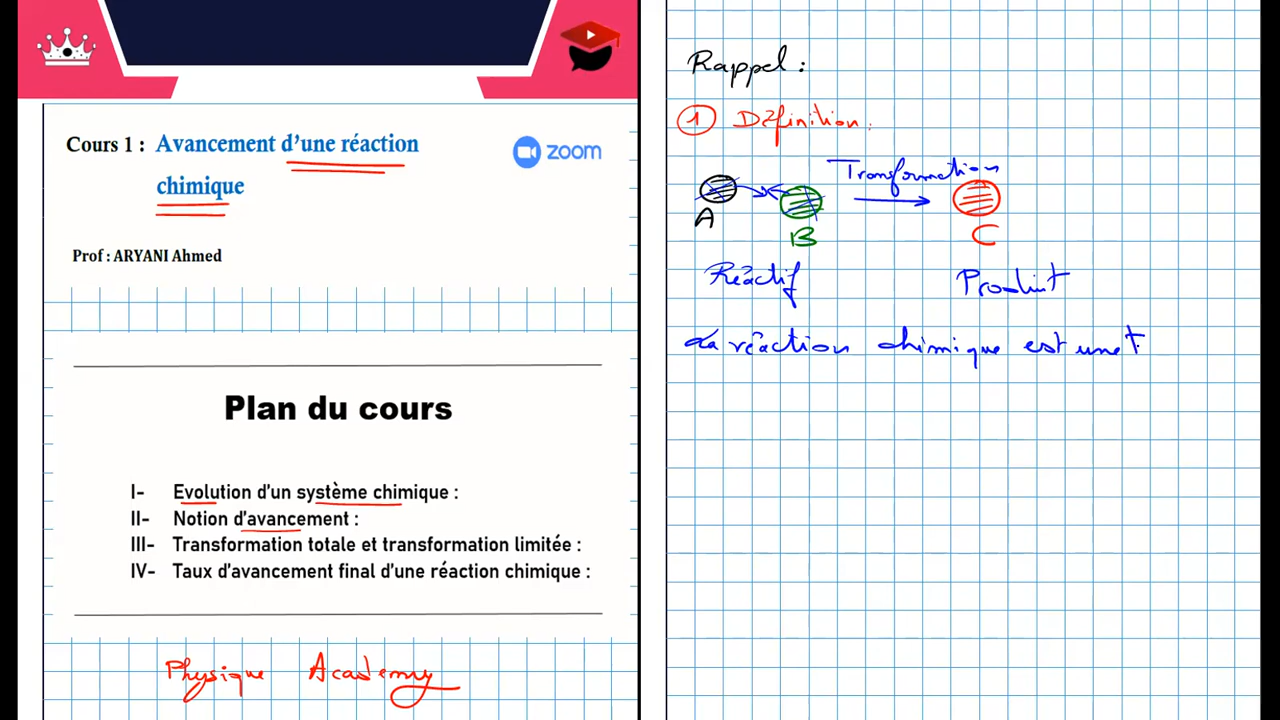 Cours 1 : Avancement d'une réaction
chimique
zoom
Prof : ARYANI Ahmed
Plan du cours
I- Evolution d'un système chimique :
II- Notion d'avancement :
III- Transformation totale et transformation limitée :
IV- Taux d'avancement final d'une réaction chimique :
Physique Academy
Rappel :
1 Définition :
Transformation
A B C
Réactif Produit
La réaction chimique est une t